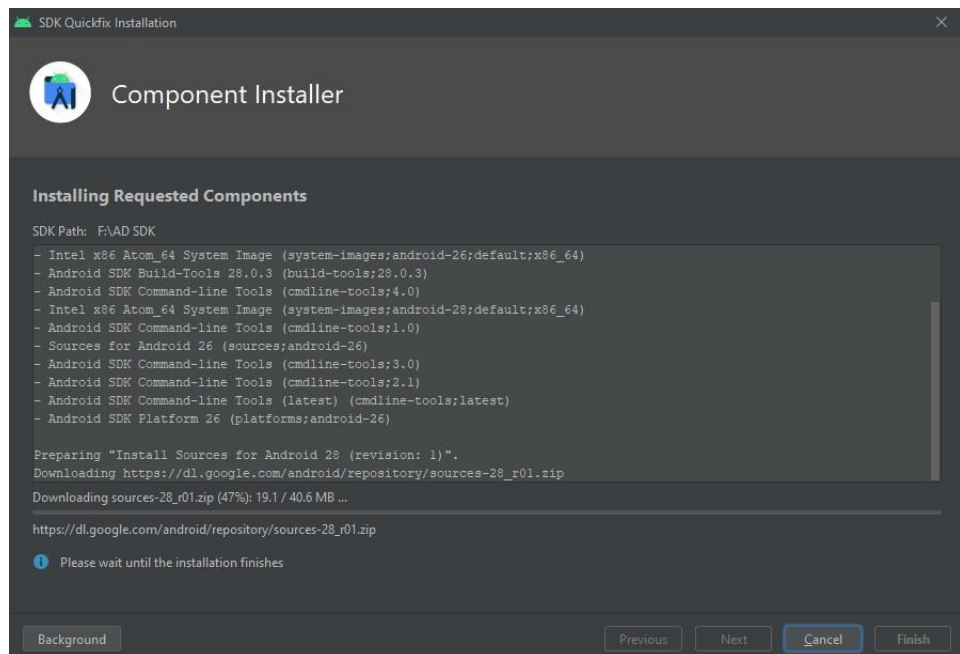 SDK Quickfix Installation
Component Installer
Installing Requested Components
SDK Path: F:\AD SDK
- Intel x86 Atom_64 System Image (system-images;android-26;default;x86_64)
- Android SDK Build-Tools 28.0.3 (build-tools;28.0.3)
- Android SDK Command-line Tools (cmdline-tools;4.0)
- Intel x86 Atom_64 System Image (system-images;android-28;default;x86_64)
- Android SDK Command-line Tools (cmdline-tools;1.0)
- Sources for Android 26 (sources;android-26)
- Android SDK Command-line Tools (cmdline-tools;3.0)
- Android SDK Command-line Tools (cmdline-tools;2.1)
- Android SDK Command-line Tools (latest) (cmdline-tools;latest)
- Android SDK Platform 26 (platforms;android-26)
Preparing "Install Sources for Android 28 (revision: 1)".
Downloading https://dl.google.com/android/repository/sources-28_r01.zip
Downloading sources-28_r01.zip (47%): 19.1 / 40.6 MB ...
https://dl.google.com/android/repository/sources-28_r01.zip
Please wait until the installation finishes
Background Previous Next Cancel Finish